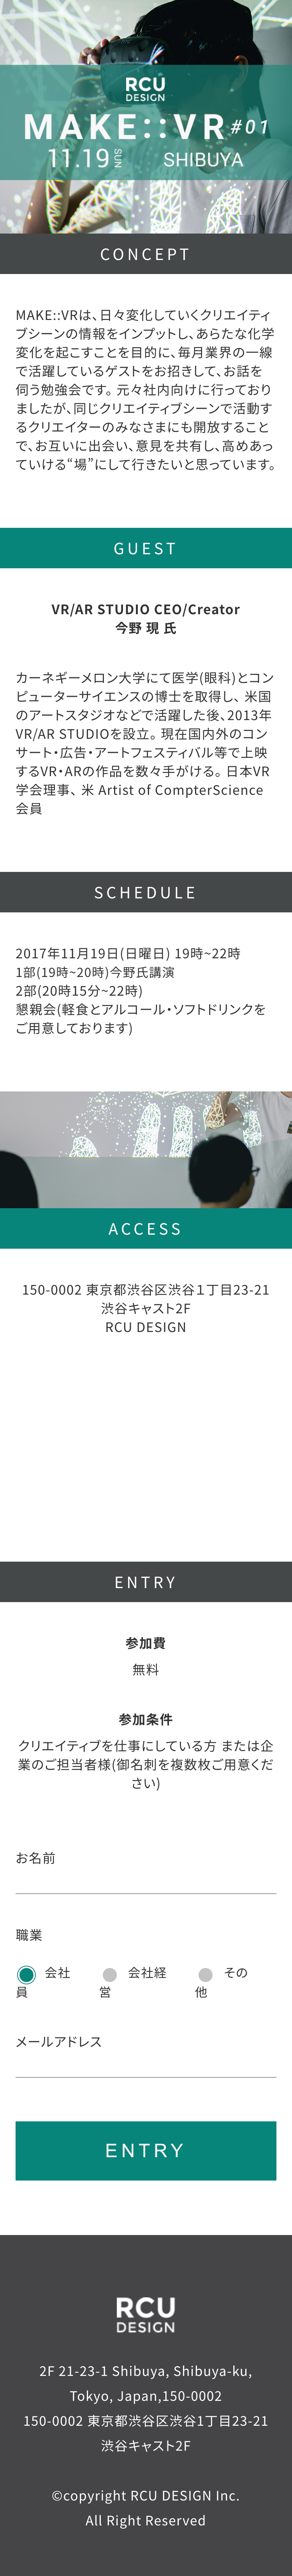 RCU
DESIGN
MAKE::VR #01
11.19 SUN SHIBUYA
CONCEPT
MAKE::VRは、日々変化していくクリエイティ
ブシーンの情報をインプットし、あらたな化学
変化を起こすことを目的に、毎月業界の一線
で活躍しているゲストをお招きして、お話を
伺う勉強会です。元々社内向けに行っており
ましたが、同じクリエイティブシーンで活動す
るクリエイターのみなさまにも開放すること
で、お互いに出会い、意見を共有し、高めあっ
ていける“場”にして行きたいと思っています。
GUEST
VR/AR STUDIO CEO/Creator
今野 現 氏
カーネギーメロン大学にて医学(眼科)とコン
ピューターサイエンスの博士を取得し、米国
のアートスタジオなどで活躍した後、2013年
VR/AR STUDIOを設立。現在国内外のコン
サート・広告・アートフェスティバル等で上映
するVR・ARの作品を数々手がける。日本VR
学会理事、米 Artist of CompterScience
会員
SCHEDULE
2017年11月19日(日曜日) 19時~22時
1部(19時~20時)今野氏講演
2部(20時15分~22時)
懇親会(軽食とアルコール・ソフトドリンクを
ご用意しております)
ACCESS
150-0002 東京都渋谷区渋谷１丁目23-21
渋谷キャスト2F
RCU DESIGN
ENTRY
参加費
無料
参加条件
クリエイティブを仕事にしている方 または企
業のご担当者様(御名刺を複数枚ご用意くだ
さい)
お名前
職業
会社員
会社経営
その他
メールアドレス
ENTRY
RCU
DESIGN
2F 21-23-1 Shibuya, Shibuya-ku,
Tokyo, Japan,150-0002
150-0002 東京都渋谷区渋谷1丁目23-21
渋谷キャスト2F
©copyright RCU DESIGN Inc.
All Right Reserved